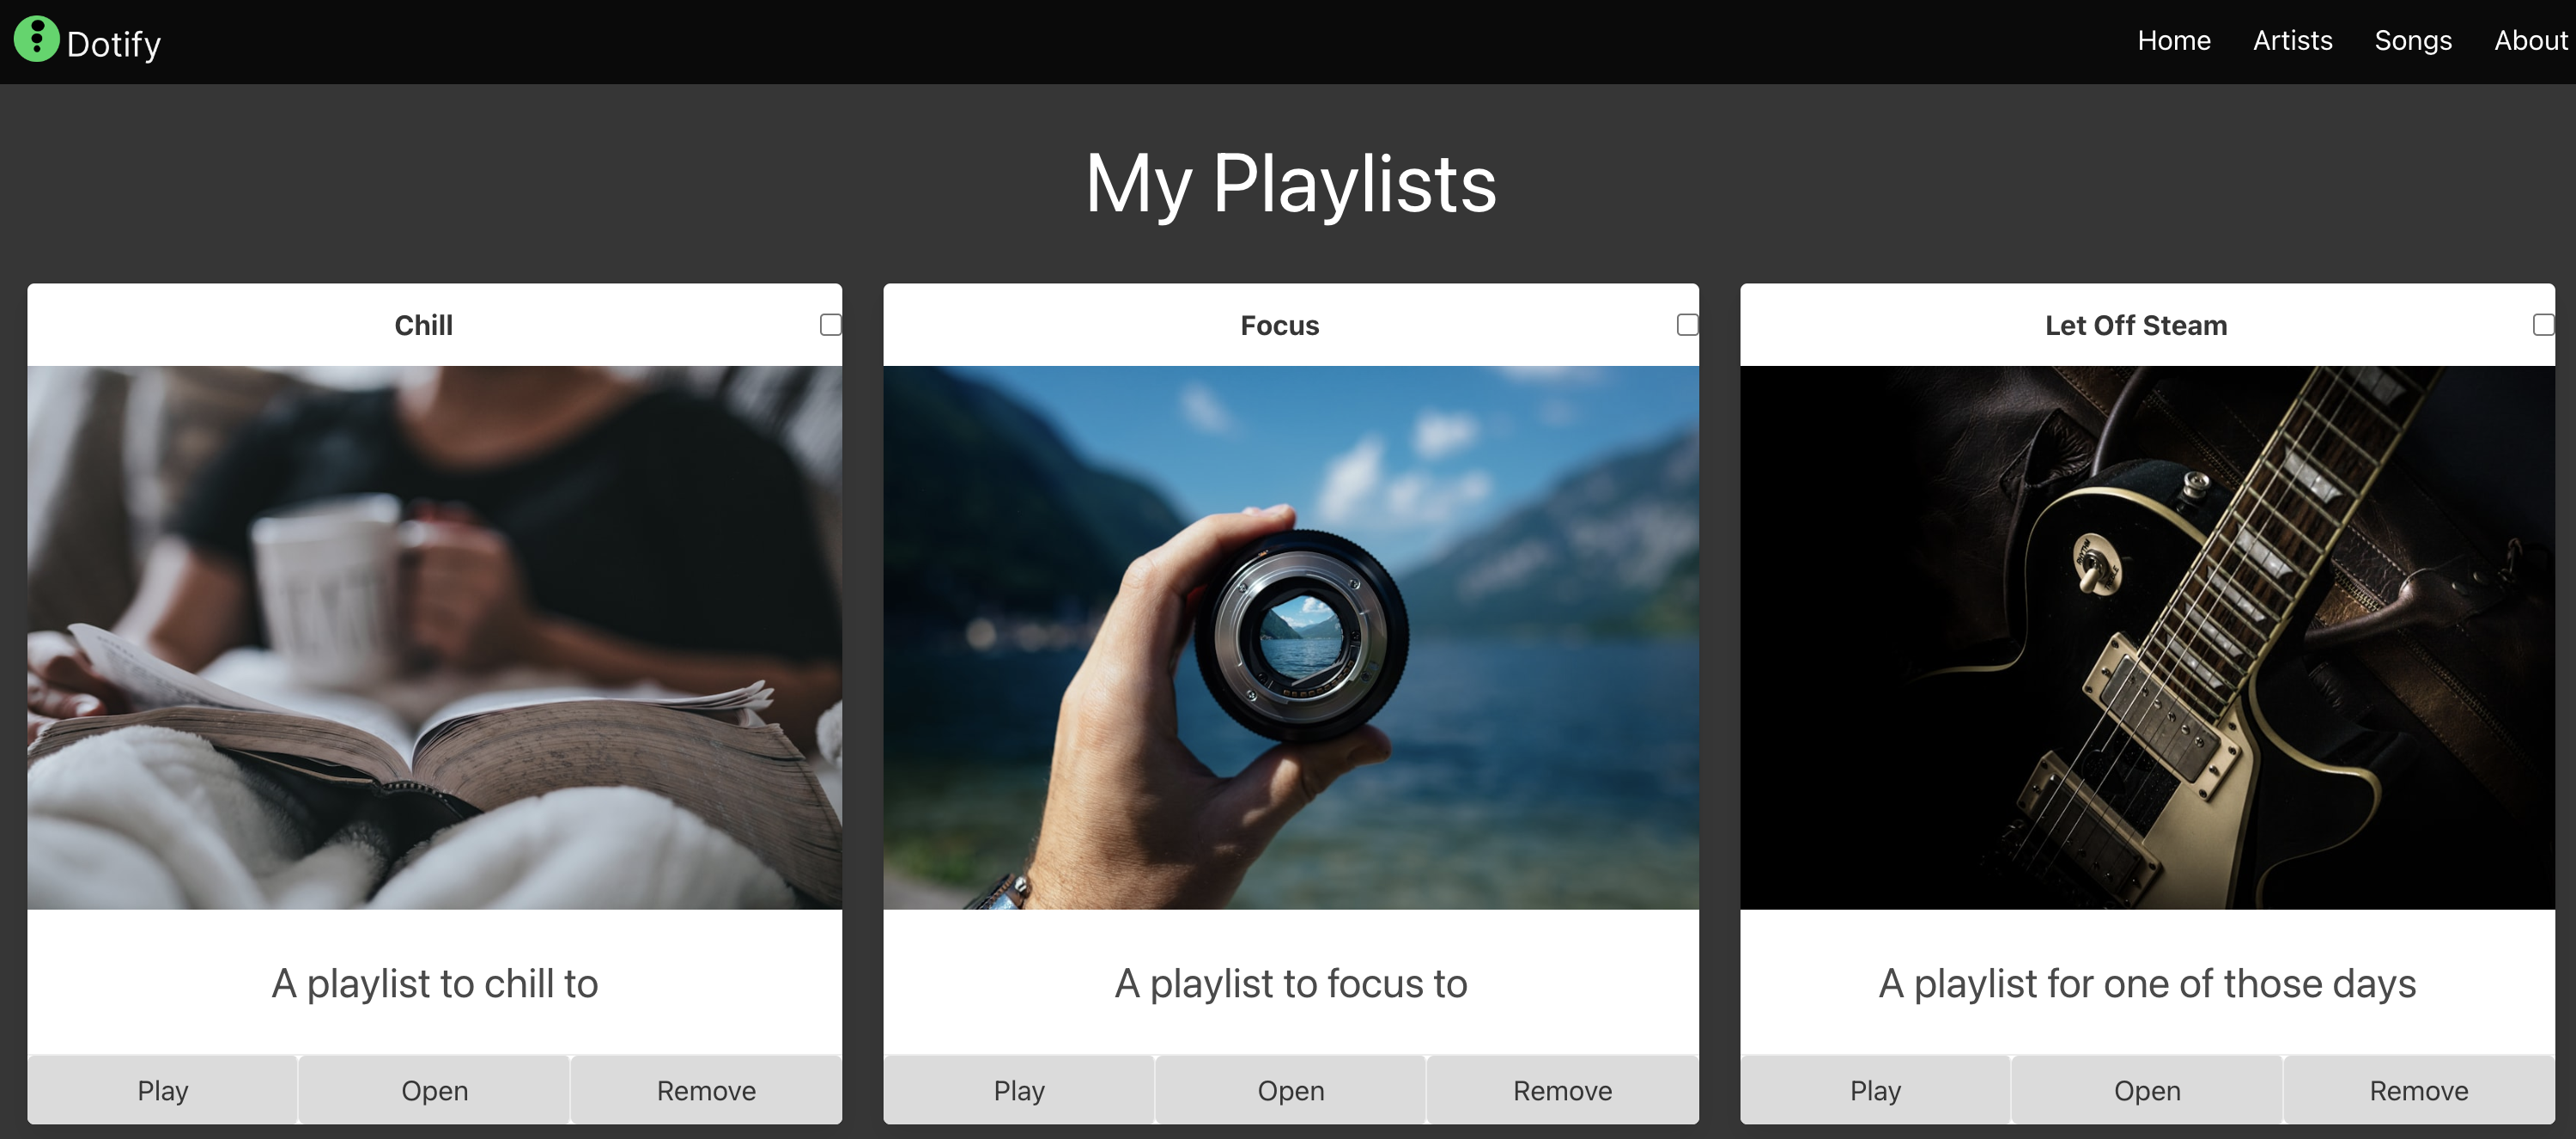 Dotify
Home Artists Songs About
My Playlists
Chill
Focus
Let Off Steam
A playlist to chill to
A playlist to focus to
A playlist for one of those days
Play Open Remove
Play Open Remove
Play Open Remove